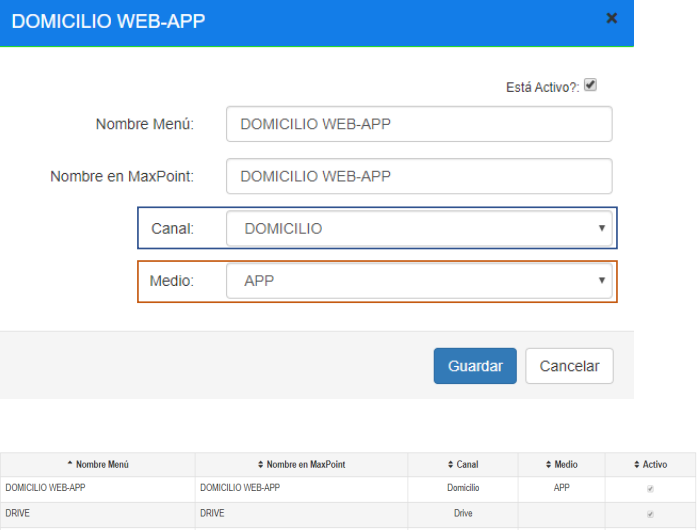 DOMICILIO WEB-APP ×
Está Activo?:
Nombre Menú: DOMICILIO WEB-APP
Nombre en MaxPoint: DOMICILIO WEB-APP
Canal: DOMICILIO
Medio: APP
Guardar Cancelar
Nombre Menú Nombre en MaxPoint Canal Medio Activo
DOMICILIO WEB-APP DOMICILIO WEB-APP Domicilio APP
DRIVE DRIVE Drive